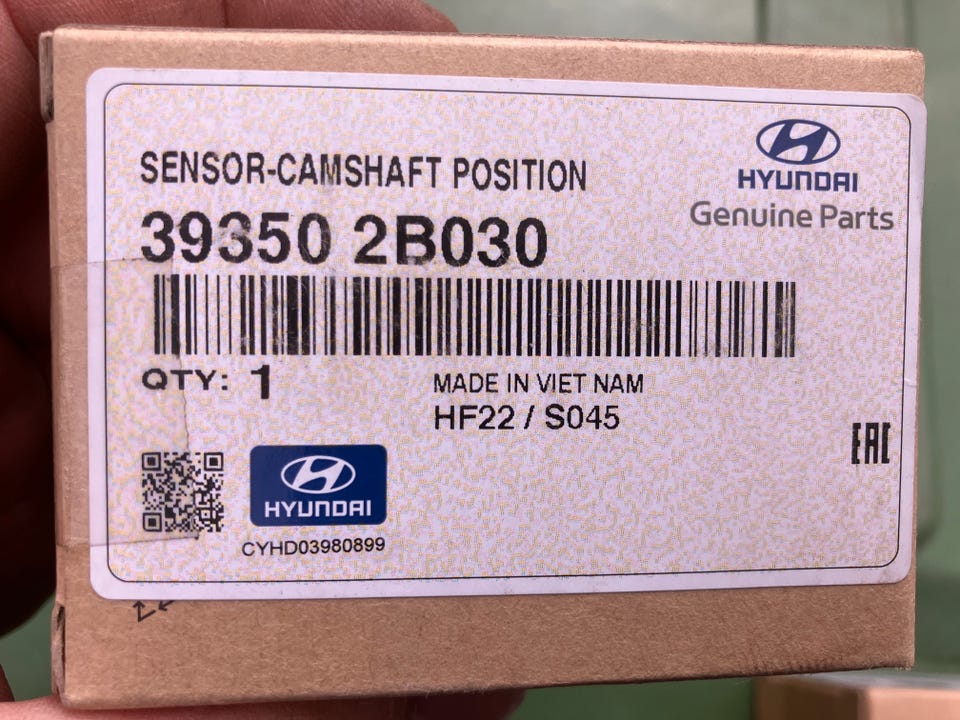 SENSOR-CAMSHAFT POSITION
39350 2B030
HYUNDAI
Genuine Parts
QTY: 1
MADE IN VIET NAM
HF22 / S045
EAC
HYUNDAI
CYHD03980899